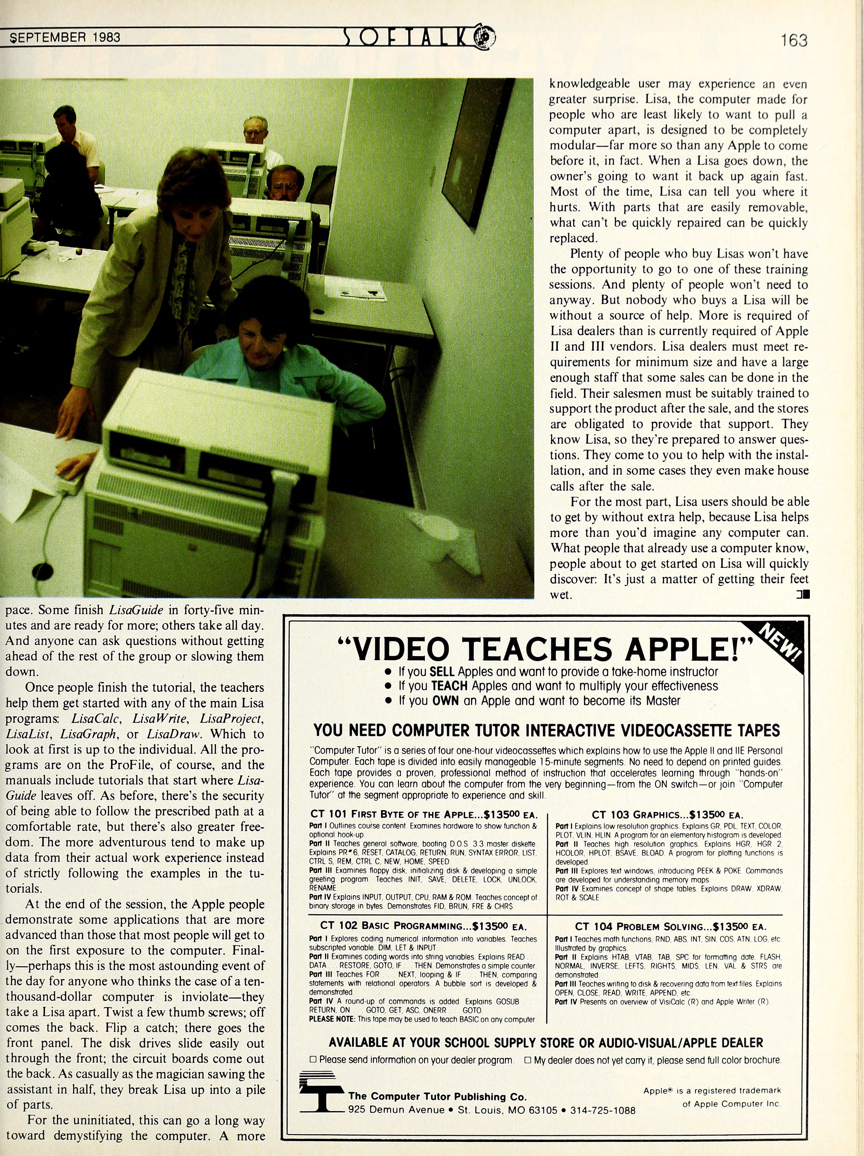 SEPTEMBER 1983
SOFTALK
163
knowledgeable user may experience an even
greater surprise. Lisa, the computer made for
people who are least likely to want to pull a
computer apart, is designed to be completely
modular—far more so than any Apple to come
before it, in fact. When a Lisa goes down, the
owner's going to want it back up again fast.
Most of the time, Lisa can tell you where it
hurts. With parts that are easily removable,
what can't be quickly repaired can be quickly
replaced.
Plenty of people who buy Lisas won't have
the opportunity to go to one of these training
sessions. And plenty of people won't need to
anyway. But nobody who buys a Lisa will be
without a source of help. More is required of
Lisa dealers than is currently required of Apple
II and III vendors. Lisa dealers must meet re-
quirements for minimum size and have a large
enough staff that some sales can be done in the
field. Their salesmen must be suitably trained to
support the product after the sale, and the stores
are obligated to provide that support. They
know Lisa, so they're prepared to answer ques-
tions. They come to you to help with the instal-
lation, and in some cases they even make house
calls after the sale.
For the most part, Lisa users should be able
to get by without extra help, because Lisa helps
more than you'd imagine any computer can.
What people that already use a computer know,
people about to get started on Lisa will quickly
discover: It's just a matter of getting their feet
wet.
pace. Some finish LisaGuide in forty-five min-
utes and are ready for more; others take all day.
And anyone can ask questions without getting
ahead of the rest of the group or slowing them
down.
Once people finish the tutorial, the teachers
help them get started with any of the main Lisa
programs: LisaCalc, LisaWrite, LisaProject,
LisaList, LisaGraph, or LisaDraw. Which to
look at first is up to the individual. All the pro-
grams are on the ProFile, of course, and the
manuals include tutorials that start where Lisa-
Guide leaves off. As before, there's the security
of being able to follow the prescribed path at a
comfortable rate, but there's also greater free-
dom. The more adventurous tend to make up
data from their actual work experience instead
of strictly following the examples in the tu-
torials.
At the end of the session, the Apple people
demonstrate some applications that are more
advanced than those that most people will get to
on the first exposure to the computer. Final-
ly—perhaps this is the most astounding event of
the day for anyone who thinks the case of a ten-
thousand-dollar computer is inviolate—they
take a Lisa apart. Twist a few thumb screws; off
comes the back. Flip a catch; there goes the
front panel. The disk drives slide easily out
through the front; the circuit boards come out
the back. As casually as the magician sawing the
assistant in half, they break Lisa up into a pile
of parts.
For the uninitiated, this can go a long way
toward demystifying the computer. A more
NEW!
“VIDEO TEACHES APPLE!”
● If you SELL Apples and want to provide a take-home instructor
● If you TEACH Apples and want to multiply your effectiveness
● If you OWN an Apple and want to become its Master
YOU NEED COMPUTER TUTOR INTERACTIVE VIDEOCASSETTE TAPES
"Computer Tutor" is a series of four one-hour videocassettes which explains how to use the Apple II and IIE Personal
Computer. Each tape is divided into easily manageable 15-minute segments. No need to depend on printed guides.
Each tape provides a proven, professional method of instruction that accelerates learning through "hands-on"
experience. You can learn about the computer from the very beginning—from the ON switch—or join "Computer
Tutor" at the segment appropriate to experience and skill.
CT 101 FIRST BYTE OF THE APPLE...$135⁰⁰ EA.
Part I Outlines course content. Examines hardware to show function &
optional hook-up.
Part II Teaches general software, booting D.O.S. 3.3 master diskette.
Explains PR#6, RESET, CATALOG, RETURN, RUN, SYNTAX ERROR, LIST,
CTRL S, REM, CTRL C, NEW, HOME, SPEED
Part III Examines floppy disk, initializing disk & developing a simple
greeting program. Teaches INIT, SAVE, DELETE, LOCK, UNLOCK,
RENAME
Part IV Explains INPUT, OUTPUT, CPU, RAM & ROM. Teaches concept of
binary storage in bytes. Demonstrates FID, BRUN, FRE & CHR$
CT 103 GRAPHICS...$135⁰⁰ EA.
Part I Explains low resolution graphics. Explains GR, PDL, TEXT, COLOR,
PLOT, VLIN, HLIN. A program for an elementary histogram is developed
Part II Teaches high resolution graphics. Explains HGR, HGR 2,
HCOLOR, HPLOT, BSAVE, BLOAD. A program for plotting functions is
developed
Part III Explores text windows, introducing PEEK & POKE. Commands
are developed for understanding memory maps.
Part IV Examines concept of shape tables. Explains DRAW, XDRAW,
ROT & SCALE
CT 102 BASIC PROGRAMMING...$135⁰⁰ EA.
Part I Explores coding numerical information into variables. Teaches
subscripted variable, DIM, LET & INPUT
Part II Examines coding words into string variables. Explains READ
DATA RESTORE, GOTO, IF THEN. Demonstrates a simple counter
Part III Teaches FOR NEXT, looping & IF THEN, comparing
statements with relational operators. A bubble sort is developed &
demonstrated.
Part IV A round-up of commands is added. Explains GOSUB
RETURN, ON GOTO, GET, ASC, ONERR GOTO
PLEASE NOTE: This tape may be used to teach BASIC on any computer
CT 104 PROBLEM SOLVING...$135⁰⁰ EA.
Part I Teaches math functions, RND, ABS, INT, SIN, COS, ATN, LOG, etc.
Illustrated by graphics.
Part II Explains HTAB, VTAB, TAB, SPC for formatting date. FLASH,
NORMAL, INVERSE, LEFT$, RIGHT$, MID$, LEN, VAL & STR$ are
demonstrated.
Part III Teaches writing to disk & recovering data from text files. Explains
OPEN, CLOSE, READ, WRITE, APPEND, etc.
Part IV Presents an overview of VisiCalc (R) and Apple Writer (R).
AVAILABLE AT YOUR SCHOOL SUPPLY STORE OR AUDIO-VISUAL/APPLE DEALER
☐ Please send information on your dealer program. ☐ My dealer does not yet carry it, please send full color brochure.
The Computer Tutor Publishing Co.
925 Demun Avenue ● St. Louis, MO 63105 ● 314-725-1088
Apple® is a registered trademark
of Apple Computer Inc.